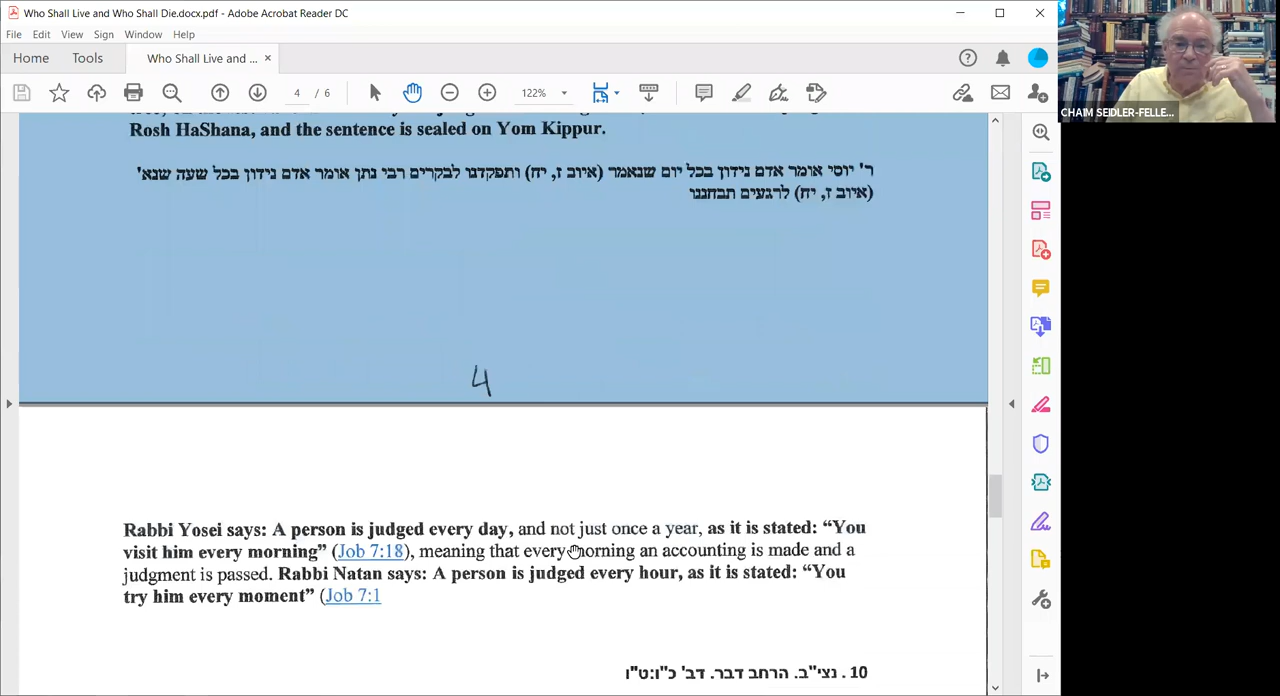 Who Shall Live and Who Shall Die.docx.pdf - Adobe Acrobat Reader DC
File Edit View Sign Window Help
Home Tools Who Shall Live and ... ×
4 / 6 122%
CHAIM SEIDLER-FELLE...
Rosh HaShana, and the sentence is sealed on Yom Kippur.
ר' יוסי אומר אדם נידון בכל יום שנאמר (איוב ז, יח) ותפקדנו לבקרים רבי נתן אומר אדם נידון בכל שעה שנא'
(איוב ז, יח) לרגעים תבחננו
4
Rabbi Yosei says: A person is judged every day, and not just once a year, as it is stated: “You
visit him every morning” (Job 7:18), meaning that every morning an accounting is made and a
judgment is passed. Rabbi Natan says: A person is judged every hour, as it is stated: “You
try him every moment” (Job 7:1
10 . נצי"ב. הרחב דבר. דב' כ"ו:ט"ו